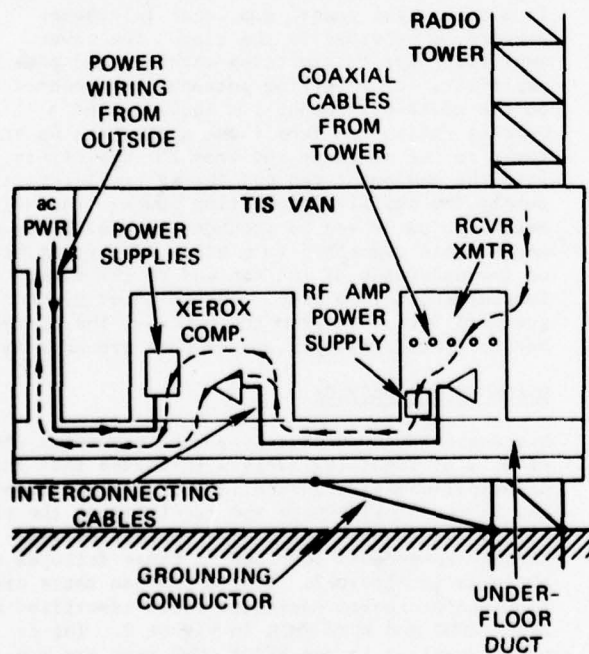 RADIO
TOWER
POWER
WIRING
FROM
OUTSIDE
COAXIAL
CABLES
FROM
TOWER
ac
PWR
TIS VAN
POWER
SUPPLIES
RCVR
XMTR
XEROX
COMP.
RF AMP
POWER
SUPPLY
INTERCONNECTING
CABLES
GROUNDING
CONDUCTOR
UNDER-
FLOOR
DUCT